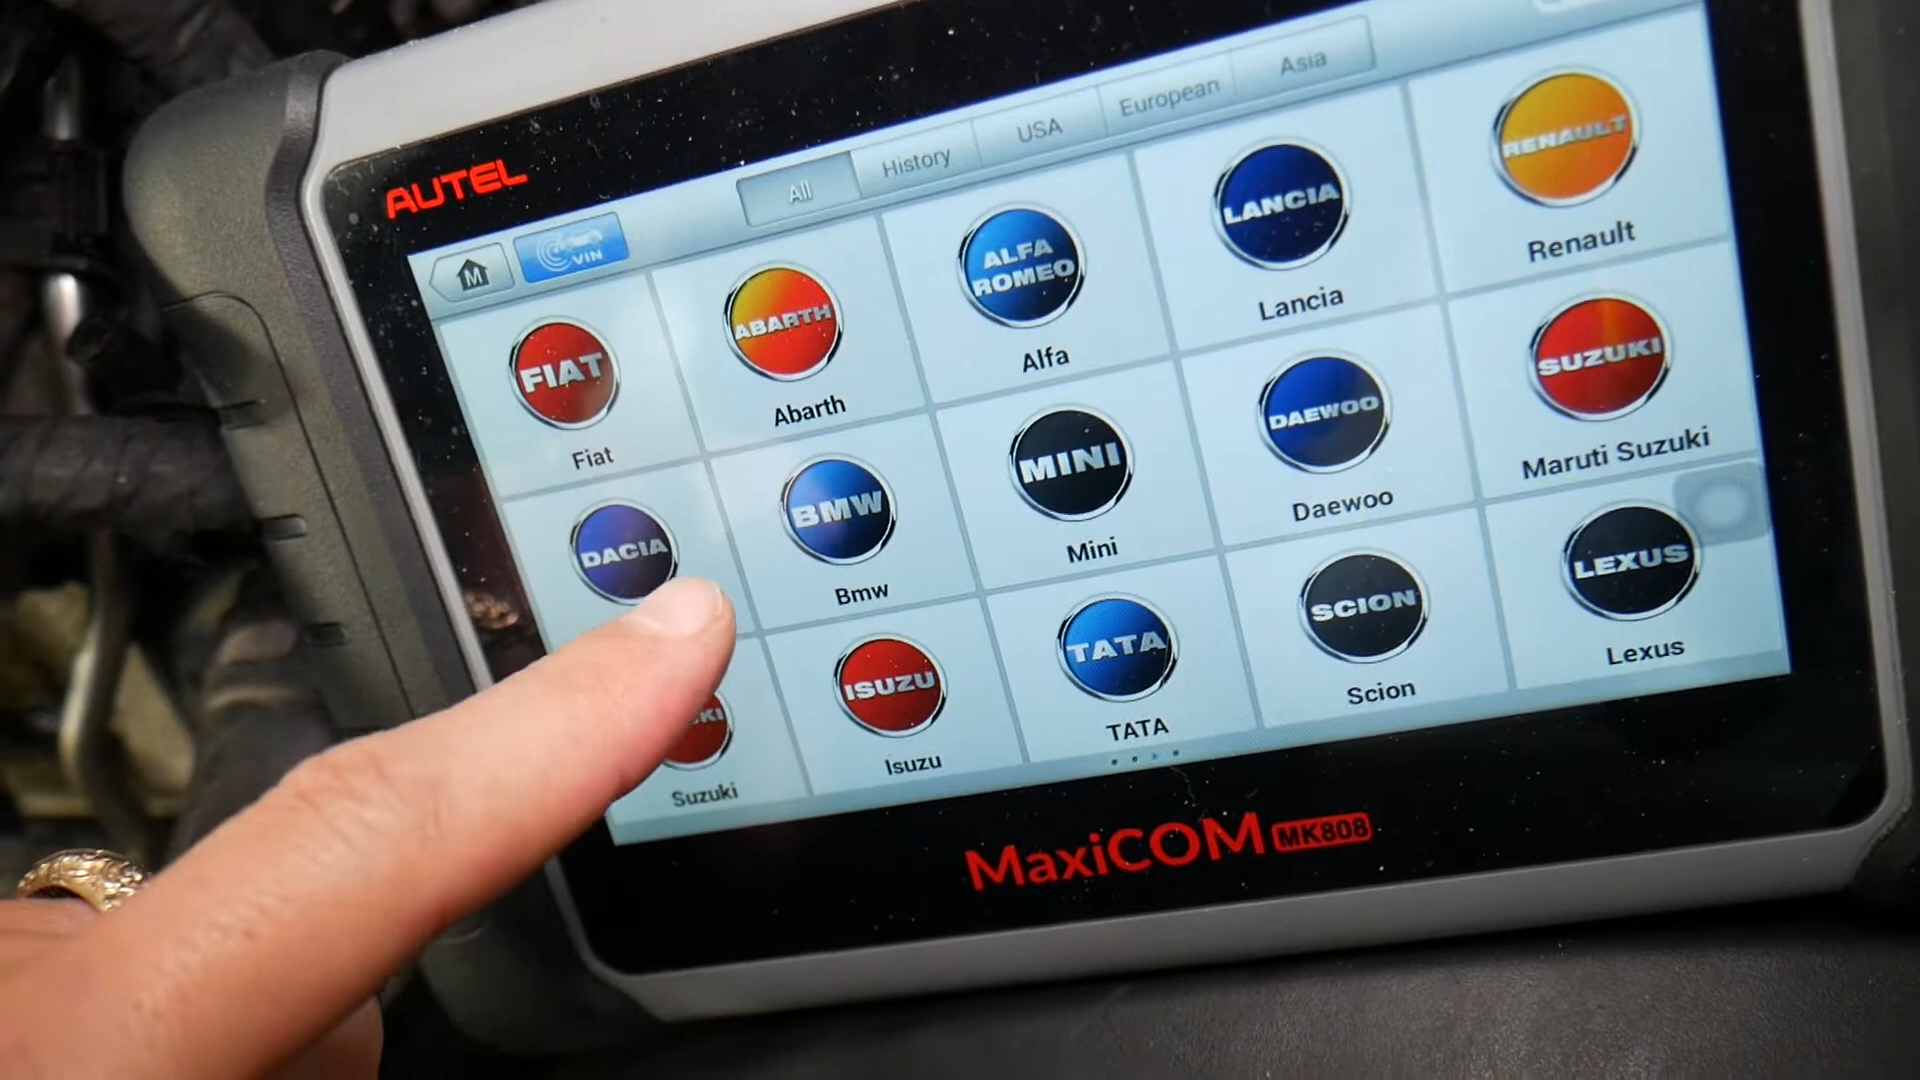 AUTEL
All
History
USA
European
Asia
M
VIN
FIAT
Fiat
ABARTH
Abarth
ALFA
ROMEO
Alfa
LANCIA
Lancia
RENAULT
Renault
DACIA
BMW
Bmw
MINI
Mini
DAEWOO
Daewoo
SUZUKI
Maruti Suzuki
KI
Suzuki
ISUZU
Isuzu
TATA
TATA
SCION
Scion
LEXUS
Lexus
MaxiCOM MK808